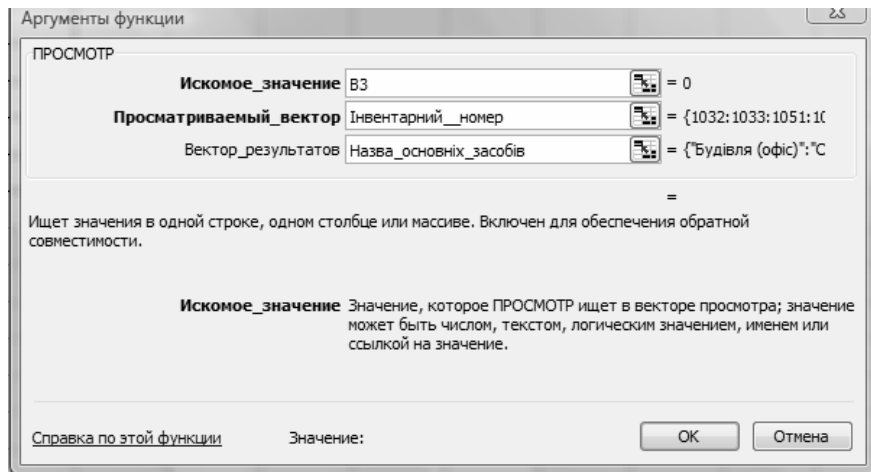 Аргументы функции
ПРОСМОТР
Искомое_значение B3 = 0
Просматриваемый_вектор Інвентарний__номер = {1032:1033:1051:1(
Вектор_результатов Назва_основніх_засобів = {"Будівля (офіс)":"С
=
Ищет значения в одной строке, одном столбце или массиве. Включен для обеспечения обратной
совместимости.
Искомое_значение Значение, которое ПРОСМОТР ищет в векторе просмотра; значение
может быть числом, текстом, логическим значением, именем или
ссылкой на значение.
Справка по этой функции Значение: ОК Отмена